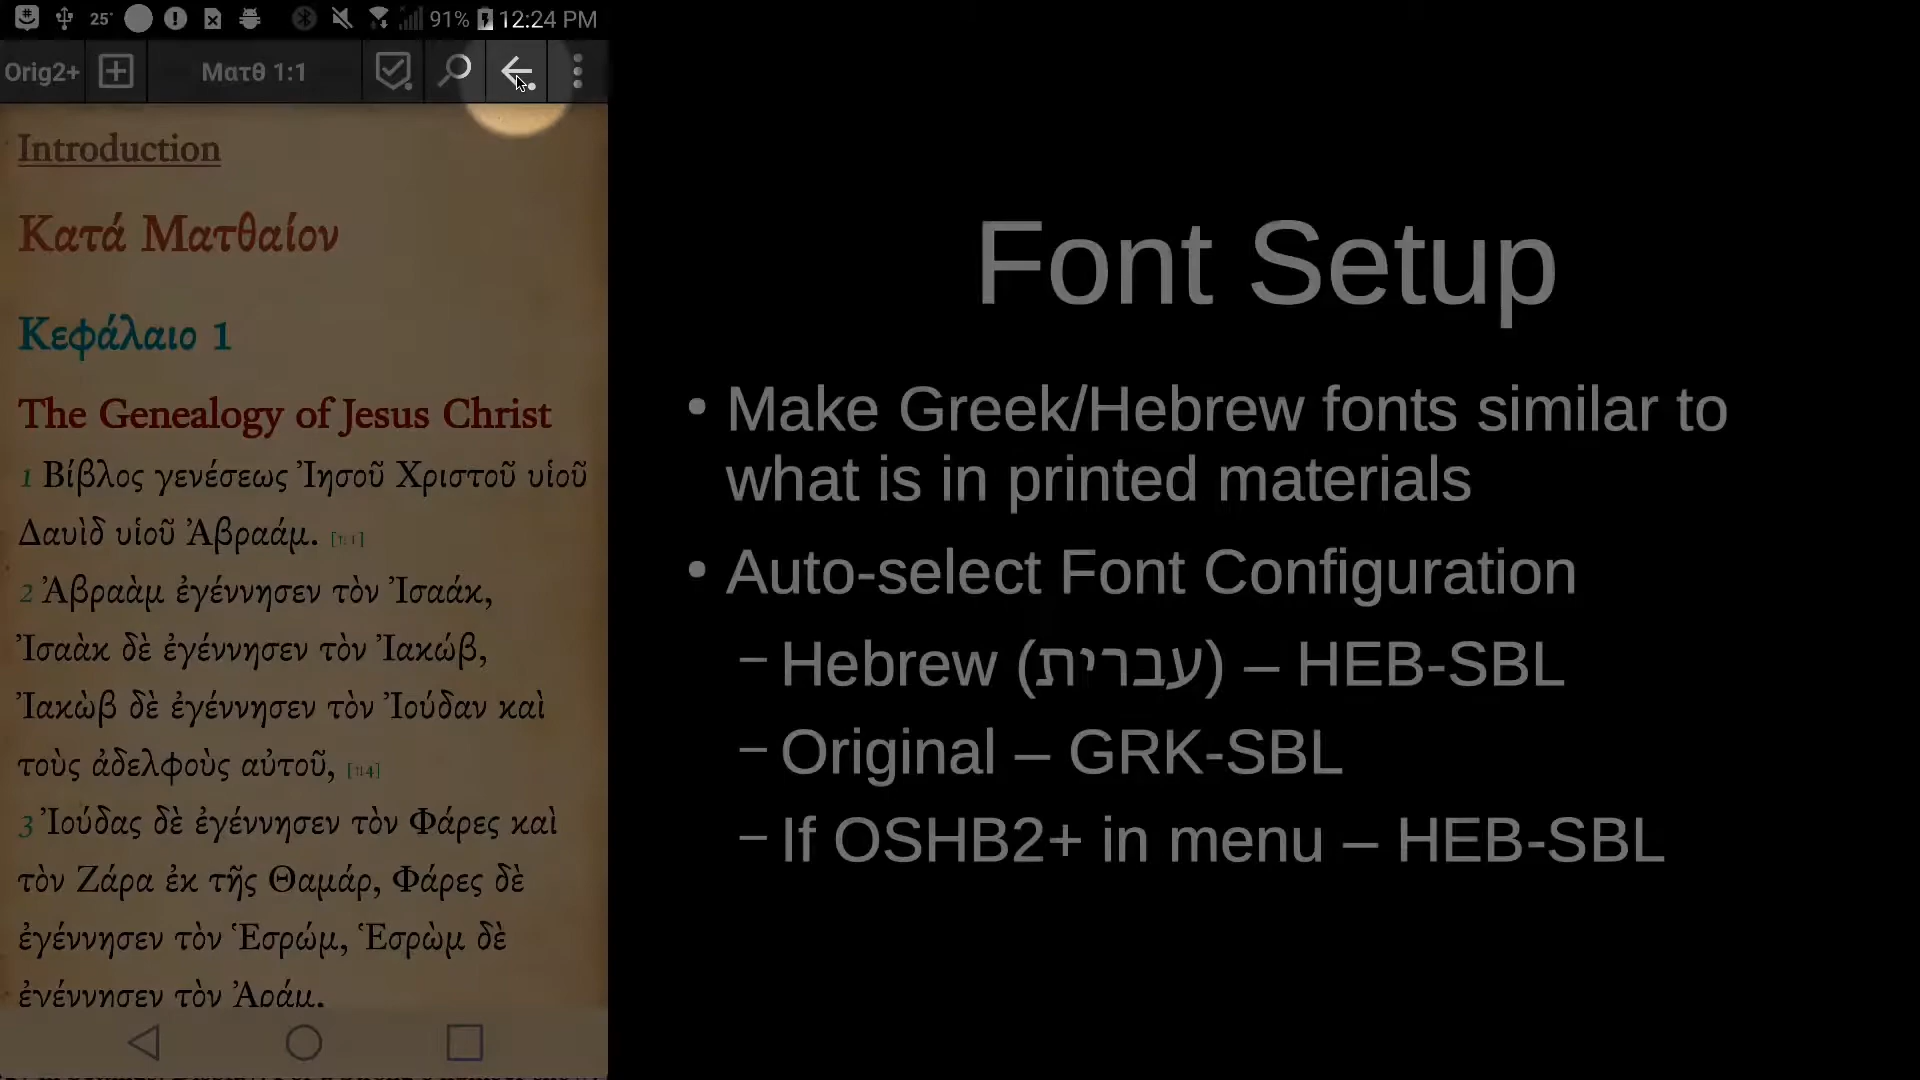 25° 91% 12:24 PM
Orig2+ Ματθ 1:1
Introduction
Κατά Ματθαίον
Κεφάλαιο 1
The Genealogy of Jesus Christ
1 Βίβλος γενέσεως Ἰησοῦ Χριστοῦ υἱοῦ
Δαυὶδ υἱοῦ Ἀβραάμ.
2 Ἀβραὰμ ἐγέννησεν τὸν Ἰσαάκ,
Ἰσαὰκ δὲ ἐγέννησεν τὸν Ἰακώβ,
Ἰακὼβ δὲ ἐγέννησεν τὸν Ἰούδαν καὶ
τοὺς ἀδελφοὺς αὐτοῦ,
3 Ἰούδας δὲ ἐγέννησεν τὸν Φάρες καὶ
τὸν Ζάρα ἐκ τῆς Θαμάρ, Φάρες δὲ
ἐγέννησεν τὸν Ἑσρώμ, Ἑσρὼμ δὲ
ἐγέννησεν τὸν Ἀράμ.
Font Setup
• Make Greek/Hebrew fonts similar to
what is in printed materials
• Auto-select Font Configuration
– Hebrew (עברית) – HEB-SBL
– Original – GRK-SBL
– If OSHB2+ in menu – HEB-SBL